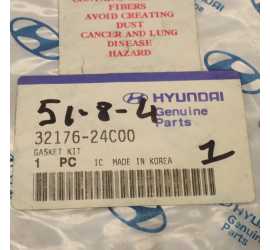 FIBERS
AVOID CREATING
DUST
CANCER AND LUNG
DISEASE
HAZARD
51-8-4
HYUNDAI
Genuine
Parts
32176-24C00
GASKET KIT
1 PC IC MADE IN KOREA
1